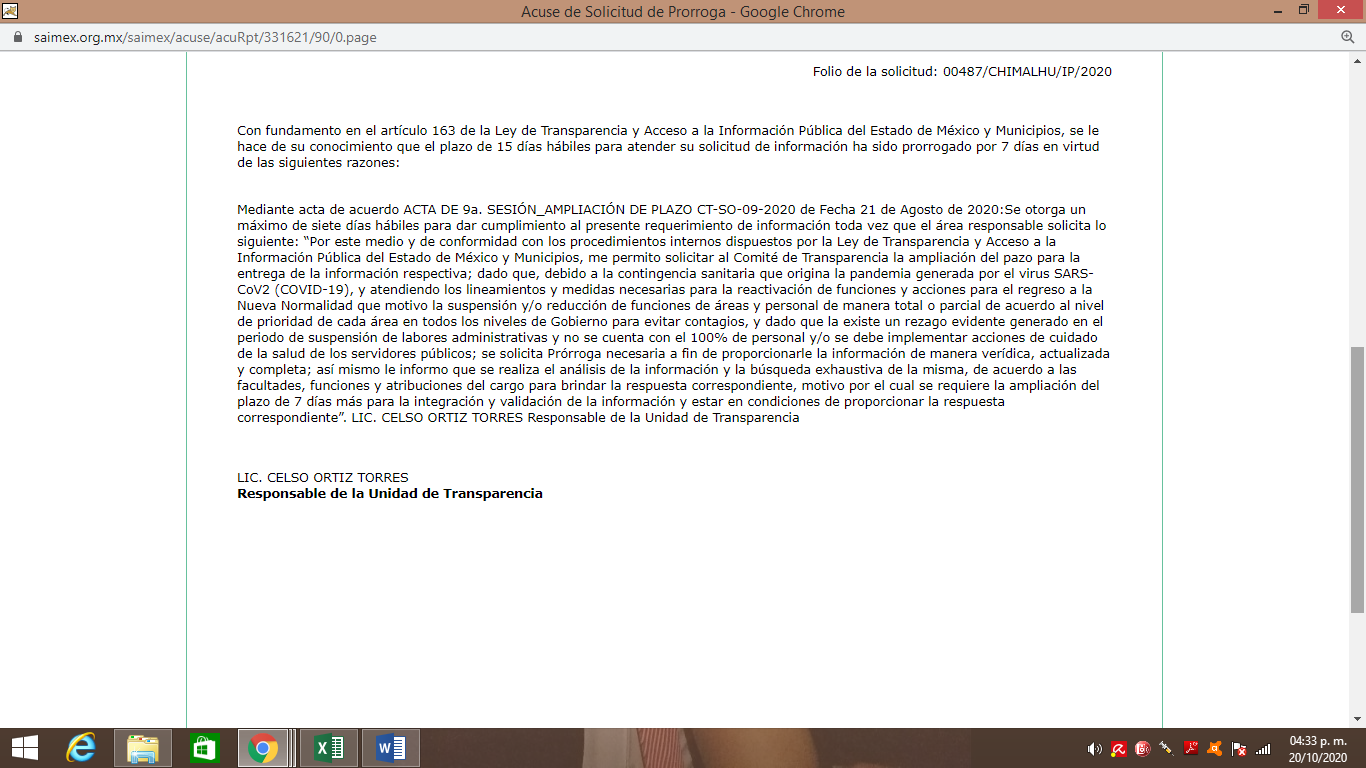 Acuse de Solicitud de Prorroga - Google Chrome
saimex.org.mx/saimex/acuse/acuRpt/331621/90/0.page
Folio de la solicitud: 00487/CHIMALHU/IP/2020
Con fundamento en el artículo 163 de la Ley de Transparencia y Acceso a la Información Pública del Estado de México y Municipios, se le
hace de su conocimiento que el plazo de 15 días hábiles para atender su solicitud de información ha sido prorrogado por 7 días en virtud
de las siguientes razones:
Mediante acta de acuerdo ACTA DE 9a. SESIÓN_AMPLIACIÓN DE PLAZO CT-SO-09-2020 de Fecha 21 de Agosto de 2020:Se otorga un
máximo de siete días hábiles para dar cumplimiento al presente requerimiento de información toda vez que el área responsable solicita lo
siguiente: “Por este medio y de conformidad con los procedimientos internos dispuestos por la Ley de Transparencia y Acceso a la
Información Pública del Estado de México y Municipios, me permito solicitar al Comité de Transparencia la ampliación del pazo para la
entrega de la información respectiva; dado que, debido a la contingencia sanitaria que origina la pandemia generada por el virus SARS-
CoV2 (COVID-19), y atendiendo los lineamientos y medidas necesarias para la reactivación de funciones y acciones para el regreso a la
Nueva Normalidad que motivo la suspensión y/o reducción de funciones de áreas y personal de manera total o parcial de acuerdo al nivel
de prioridad de cada área en todos los niveles de Gobierno para evitar contagios, y dado que la existe un rezago evidente generado en el
periodo de suspensión de labores administrativas y no se cuenta con el 100% de personal y/o se debe implementar acciones de cuidado
de la salud de los servidores públicos; se solicita Prórroga necesaria a fin de proporcionarle la información de manera verídica, actualizada
y completa; así mismo le informo que se realiza el análisis de la información y la búsqueda exhaustiva de la misma, de acuerdo a las
facultades, funciones y atribuciones del cargo para brindar la respuesta correspondiente, motivo por el cual se requiere la ampliación del
plazo de 7 días más para la integración y validación de la información y estar en condiciones de proporcionar la respuesta
correspondiente”. LIC. CELSO ORTIZ TORRES Responsable de la Unidad de Transparencia
LIC. CELSO ORTIZ TORRES
Responsable de la Unidad de Transparencia
04:33 p. m.
20/10/2020